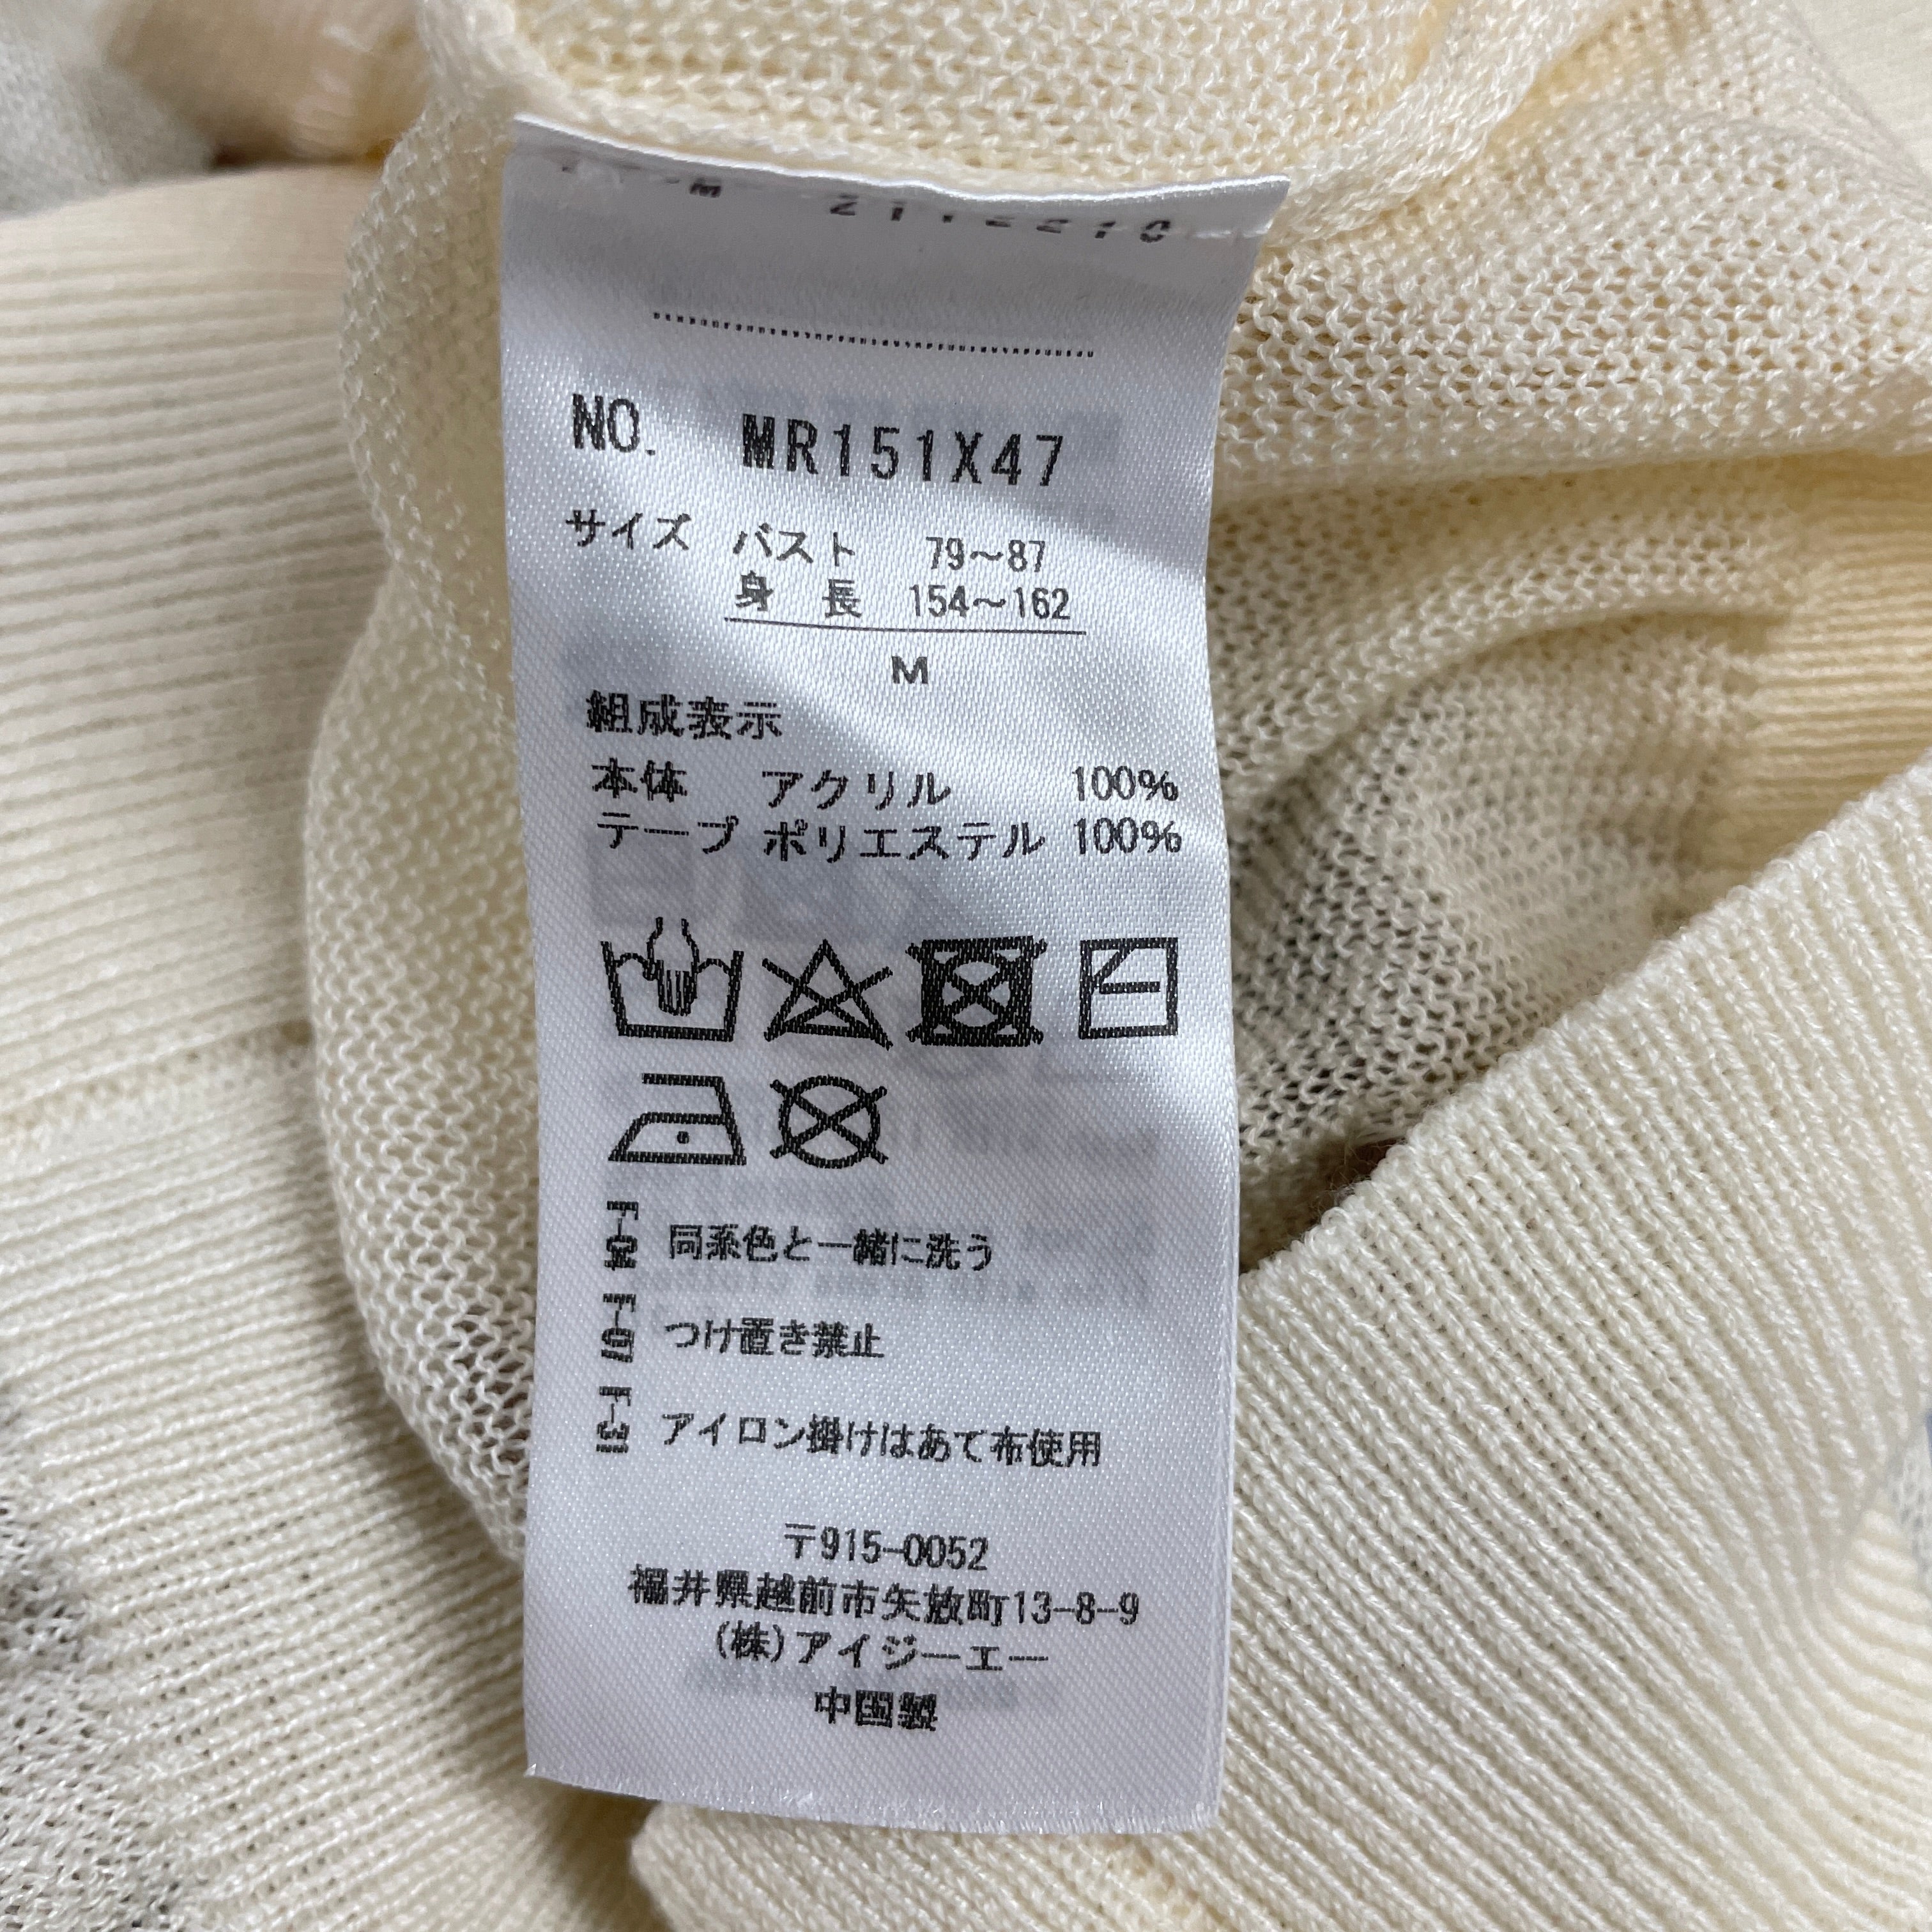 M 2112210
NO. MR151X47
サイズ バスト 79~87
身 長 154~162
M
組成表示
本体 アクリル 100%
テープ ポリエステル 100%
F-04 同系色と一緒に洗う
F-07 つけ置き禁止
F-31 アイロン掛けはあて布使用
〒915-0052
福井県越前市矢放町13-8-9
(株)アイジーエー
中国製